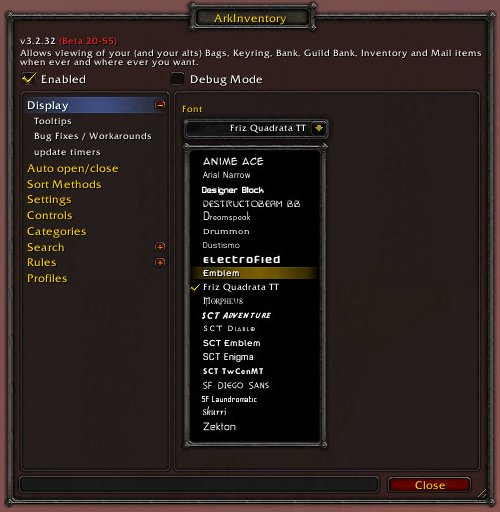 ArkInventory
v3.2.32 (Beta 20-55)
Allows viewing of your (and your alts) Bags, Keyring, Bank, Guild Bank, Inventory and Mail items
when ever and where ever you want.
Enabled
Debug Mode
Display
Tooltips
Bug Fixes / Workarounds
update timers
Auto open/close
Sort Methods
Settings
Controls
Categories
Search
Rules
Profiles
Font
Friz Quadrata TT
ANIME ACE
Arial Narrow
Designer Block
DESTRUCTOBEAM BB
Dreamspeak
Drummon
Dustismo
Electrofied
Emblem
Friz Quadrata TT
Morpheus
SCT ADVENTURE
SCT Diablo
SCT Emblem
SCT Enigma
SCT TwCenMT
SF DIEGO SANS
SF Laundromatic
Skurri
Zekton
Close